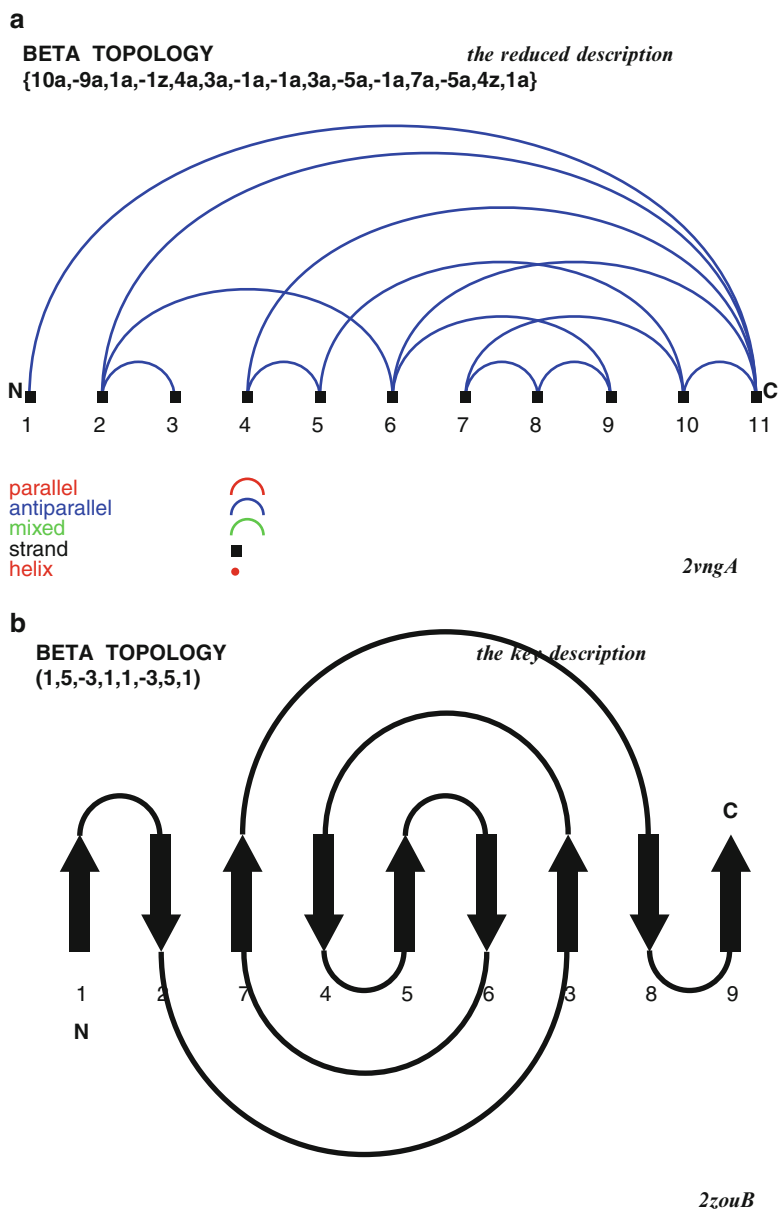 a
BETA TOPOLOGY the reduced description
{10a,-9a,1a,-1z,4a,3a,-1a,-1a,3a,-5a,-1a,7a,-5a,4z,1a}
N C
1 2 3 4 5 6 7 8 9 10 11
parallel
antiparallel
mixed
strand
helix
2vngA
b
BETA TOPOLOGY the key description
(1,5,-3,1,1,-3,5,1)
C
1 2 7 4 5 6 3 8 9
N
2zouB